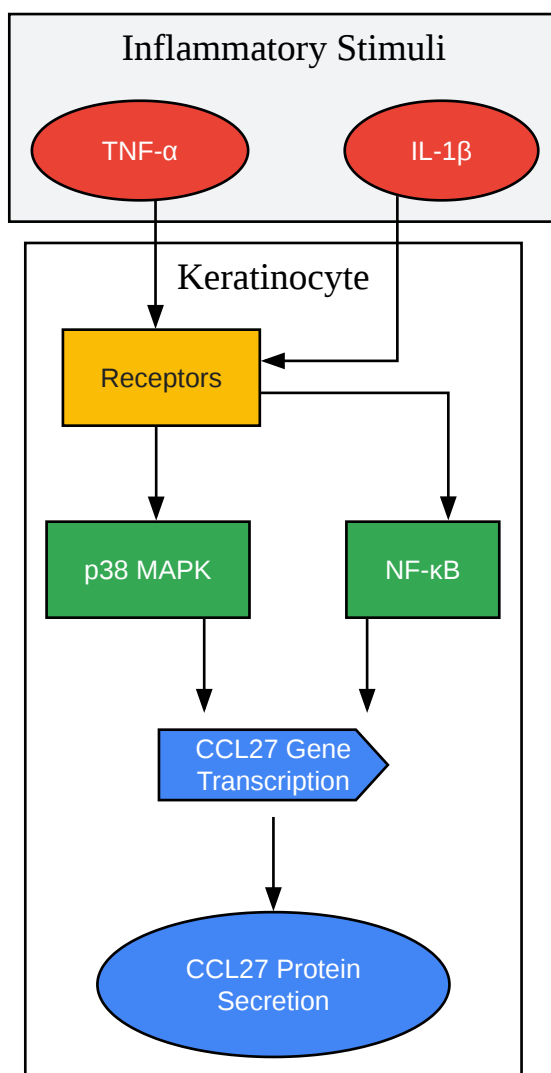 Inflammatory Stimuli
TNF-α
IL-1β
Keratinocyte
Receptors
p38 MAPK
NF-κB
CCL27 Gene
Transcription
CCL27 Protein
Secretion